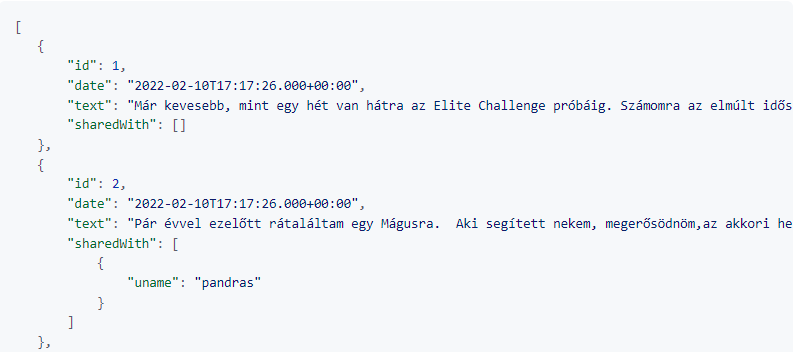 [
{
"id": 1,
"date": "2022-02-10T17:17:26.000+00:00",
"text": "Már kevesebb, mint egy hét van hátra az Elite Challenge próbáig. Számomra az elmúlt idős
"sharedWith": []
},
{
"id": 2,
"date": "2022-02-10T17:17:26.000+00:00",
"text": "Pár évvel ezelőtt rátaláltam egy Mágusra.  Aki segített nekem, megerősödnöm,az akkori he
"sharedWith": [
{
"uname": "pandras"
}
]
},